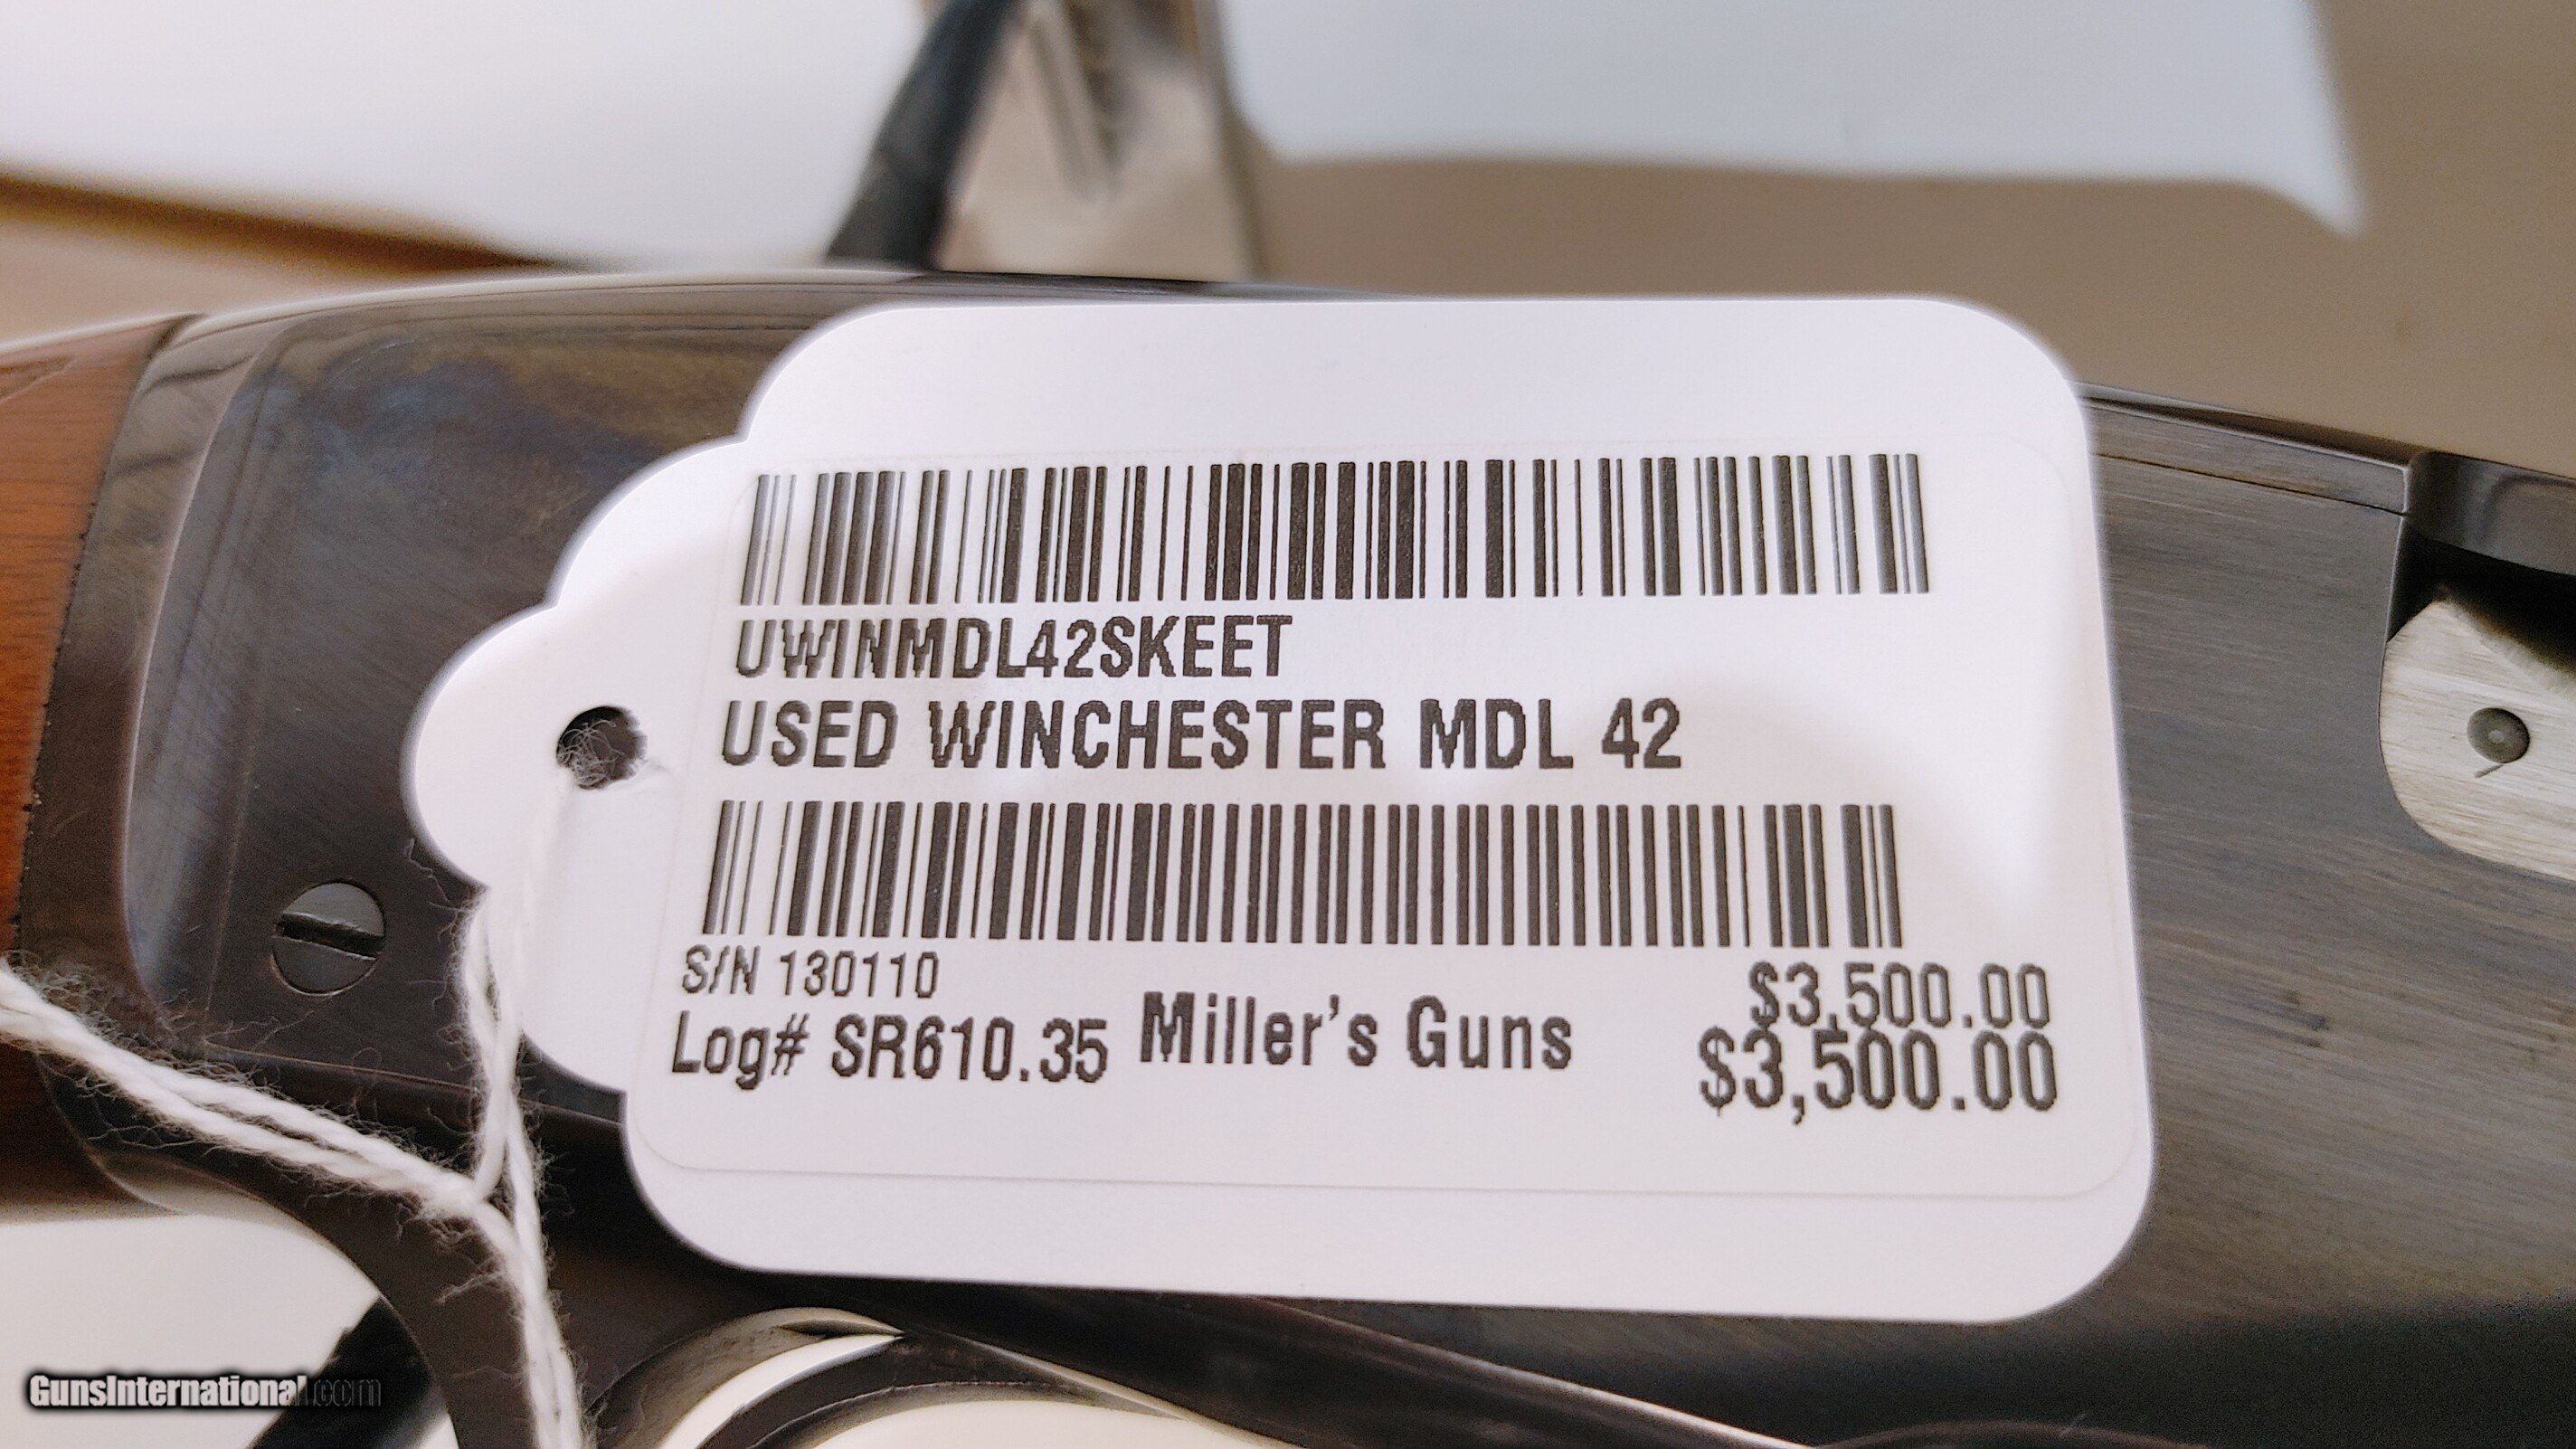 UWINMDL42SKEET
USED WINCHESTER MDL 42
S/N 130110
$3,500.00
Log# SR610.35 Miller's Guns
$3,500.00
GunsInternational.com